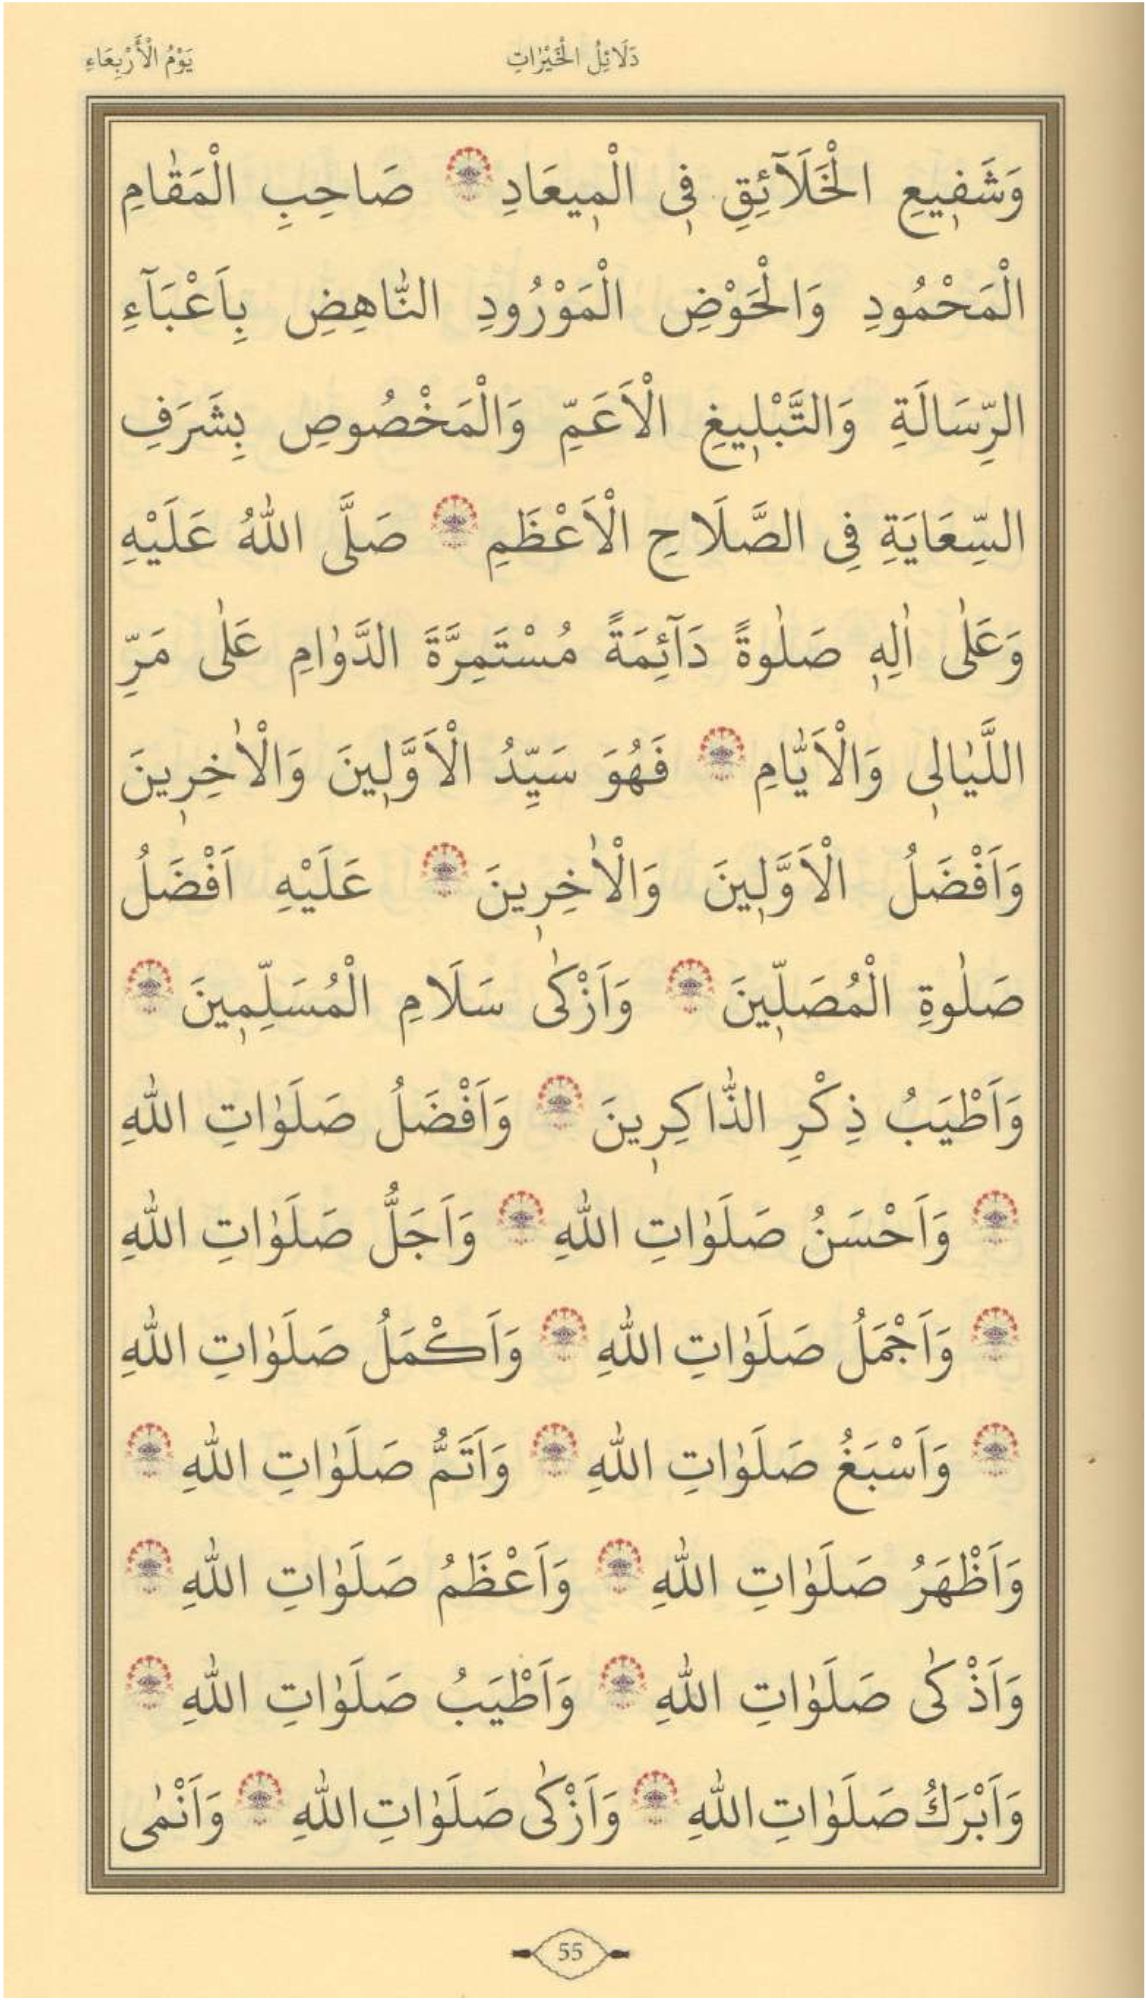 دَلَائِلُ الْخَيْرَاتِ
يَوْمُ الْأَرْبِعَاءِ
وَشَفٖيعِ الْخَلَآئِقِ فِى الْمٖيعَادِ صَاحِبِ الْمَقَامِ
الْمَحْمُودِ وَالْحَوْضِ الْمَوْرُودِ النَّاهِضِ بِاَعْبَآءِ
الرِّسَالَةِ وَالتَّبْلٖيغِ الْاَعَمِّ وَالْمَخْصُوصِ بِشَرَفِ
السِّعَايَةِ فِى الصَّلَاحِ الْاَعْظَمِ صَلَّى اللّٰهُ عَلَيْهِ
وَعَلٰى اٰلِهٖ صَلٰوةً دَآئِمَةً مُسْتَمِرَّةَ الدَّوَامِ عَلٰى مَرِّ
اللَّيَالٖى وَالْاَيَّامِ فَهُوَ سَيِّدُ الْاَوَّلٖينَ وَالْاٰخِرٖينَ
وَاَفْضَلُ الْاَوَّلٖينَ وَالْاٰخِرٖينَ عَلَيْهِ اَفْضَلُ
صَلٰوةِ الْمُصَلّٖينَ وَاَزْكٰى سَلَامِ الْمُسَلِّمٖينَ
وَاَطْيَبُ ذِكْرِ الذَّاكِرٖينَ وَاَفْضَلُ صَلَوَاتِ اللّٰهِ
وَاَحْسَنُ صَلَوَاتِ اللّٰهِ وَاَجَلُّ صَلَوَاتِ اللّٰهِ
وَاَجْمَلُ صَلَوَاتِ اللّٰهِ وَاَكْمَلُ صَلَوَاتِ اللّٰهِ
وَاَسْبَغُ صَلَوَاتِ اللّٰهِ وَاَتَمُّ صَلَوَاتِ اللّٰهِ
وَاَظْهَرُ صَلَوَاتِ اللّٰهِ وَاَعْظَمُ صَلَوَاتِ اللّٰهِ
وَاَذْكٰى صَلَوَاتِ اللّٰهِ وَاَطْيَبُ صَلَوَاتِ اللّٰهِ
وَاَبْرَكُ صَلَوَاتِ اللّٰهِ وَاَزْكٰى صَلَوَاتِ اللّٰهِ وَاَنْمٰى
55